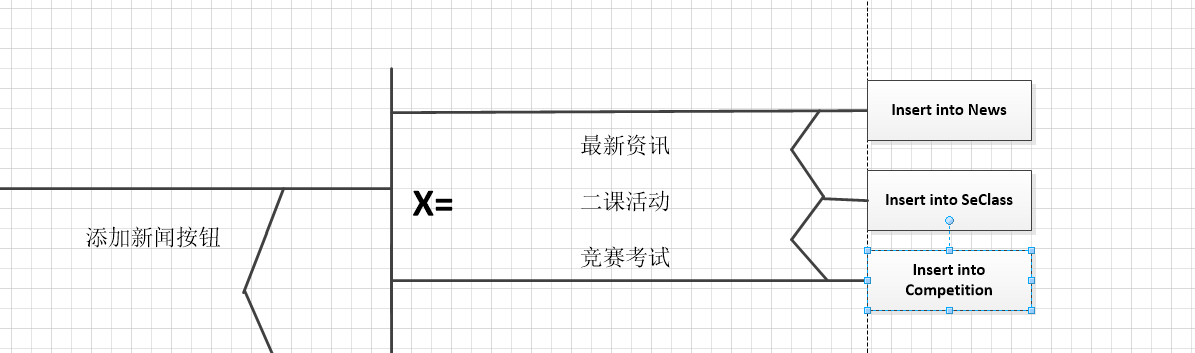 Insert into News
最新资讯
X=
二课活动
Insert into SeClass
添加新闻按钮
竞赛考试
Insert into
Competition